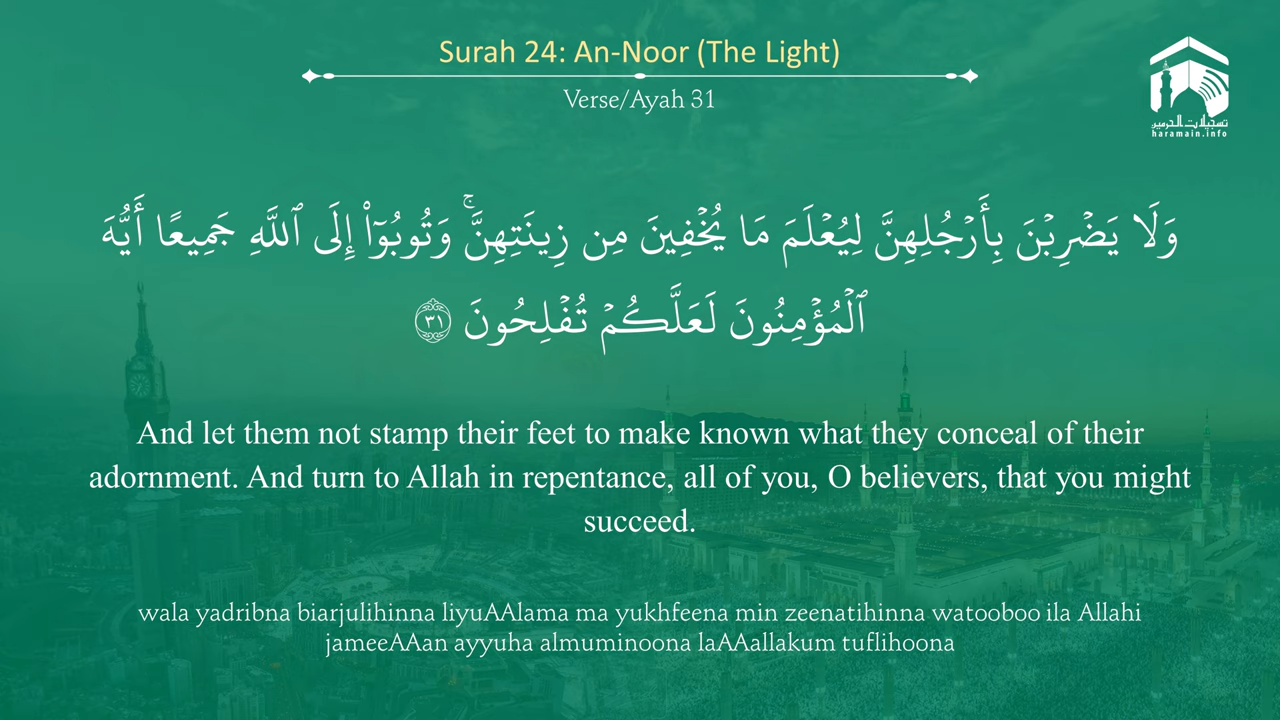 Surah 24: An-Noor (The Light)
Verse/Ayah 31
تسجيلات الحرمين
haramain.info
وَلَا يَضۡرِبۡنَ بِأَرۡجُلِهِنَّ لِيُعۡلَمَ مَا يُخۡفِينَ مِن زِينَتِهِنَّۚ وَتُوبُوٓاْ إِلَى ٱللَّهِ جَمِيعًا أَيُّهَ
ٱلۡمُؤۡمِنُونَ لَعَلَّكُمۡ تُفۡلِحُونَ ٣١
And let them not stamp their feet to make known what they conceal of their
adornment. And turn to Allah in repentance, all of you, O believers, that you might
succeed.
wala yadribna biarjulihinna liyuAAlama ma yukhfeena min zeenatihinna watooboo ila Allahi
jameeAAan ayyuha almuminoona laAAallakum tuflihoona